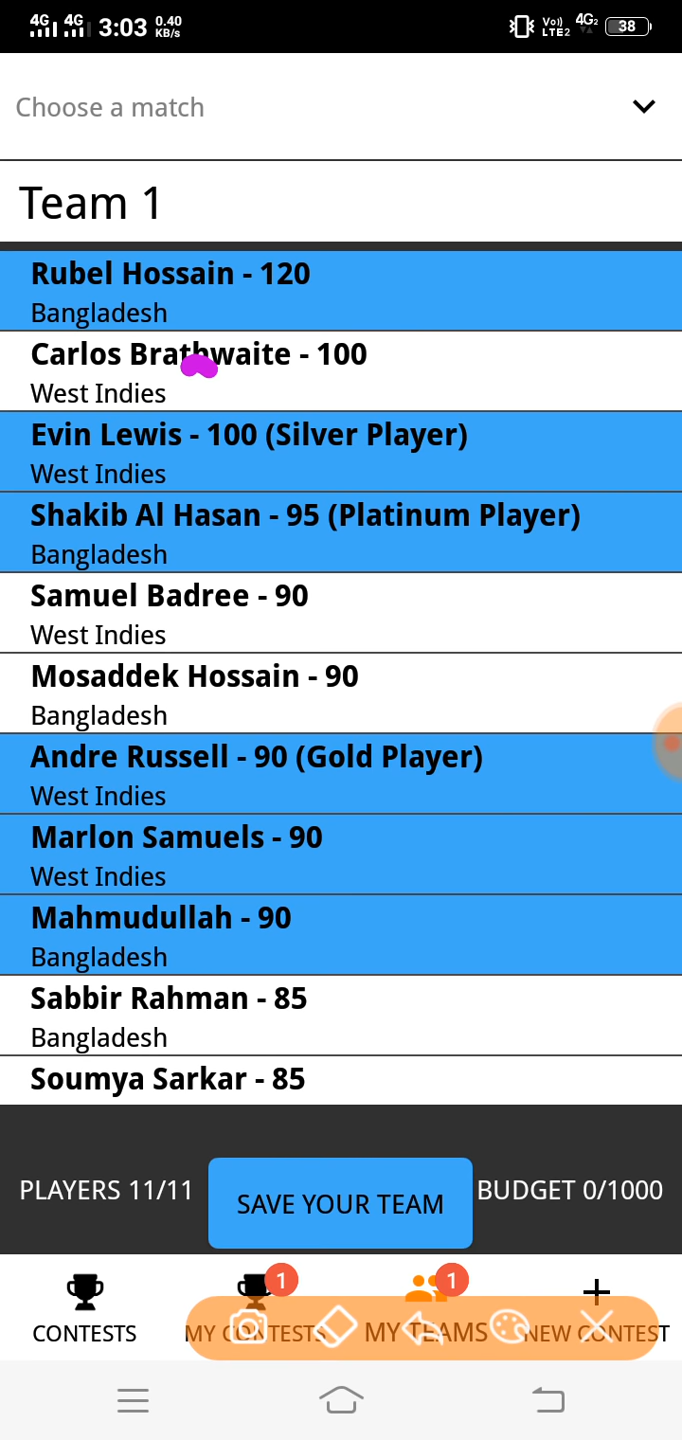 4G 4G 3:03 0.40 KB/s Vo)) LTE2 4G2 38
Choose a match
Team 1
Rubel Hossain - 120
Bangladesh
Carlos Brathwaite - 100
West Indies
Evin Lewis - 100 (Silver Player)
West Indies
Shakib Al Hasan - 95 (Platinum Player)
Bangladesh
Samuel Badree - 90
West Indies
Mosaddek Hossain - 90
Bangladesh
Andre Russell - 90 (Gold Player)
West Indies
Marlon Samuels - 90
West Indies
Mahmudullah - 90
Bangladesh
Sabbir Rahman - 85
Bangladesh
Soumya Sarkar - 85
PLAYERS 11/11 SAVE YOUR TEAM BUDGET 0/1000
1 1
CONTESTS MY CONTESTS MY TEAMS NEW CONTEST